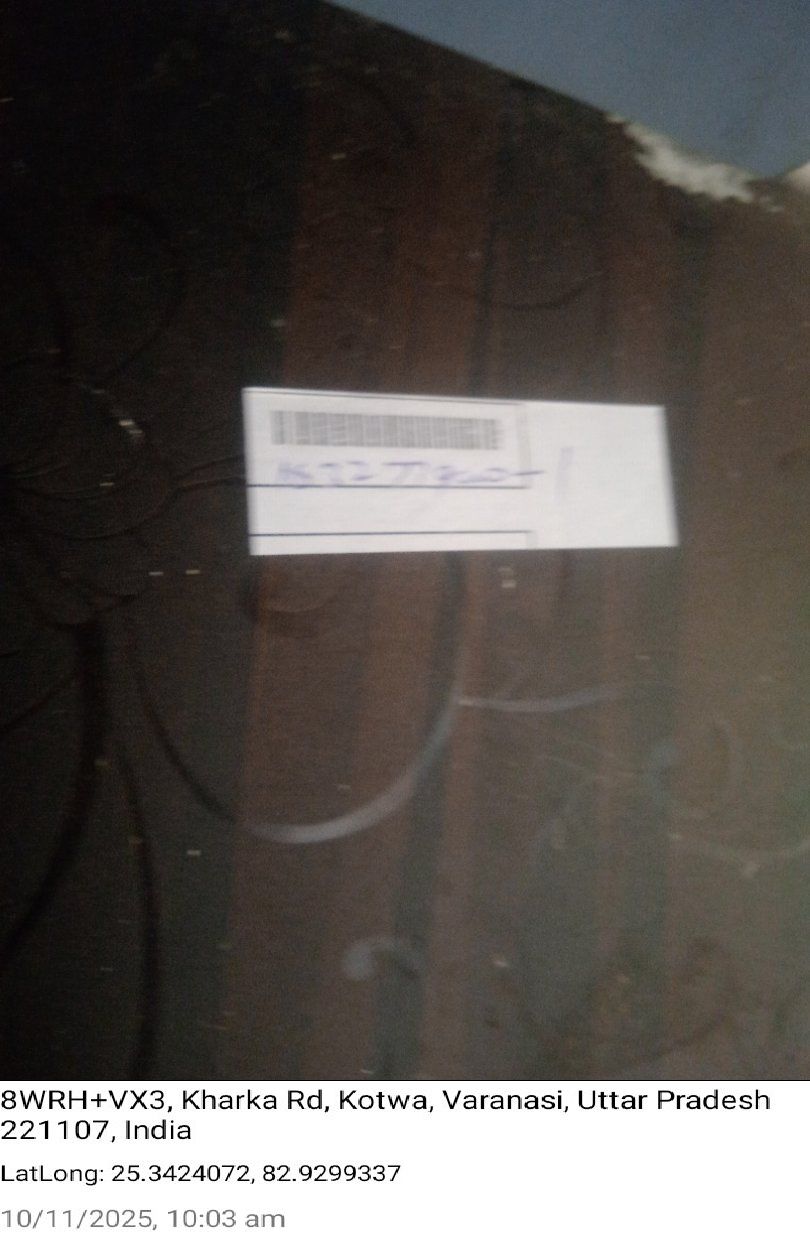 8WRH+VX3, Kharka Rd, Kotwa, Varanasi, Uttar Pradesh
221107, India
LatLong: 25.3424072, 82.9299337
10/11/2025, 10:03 am